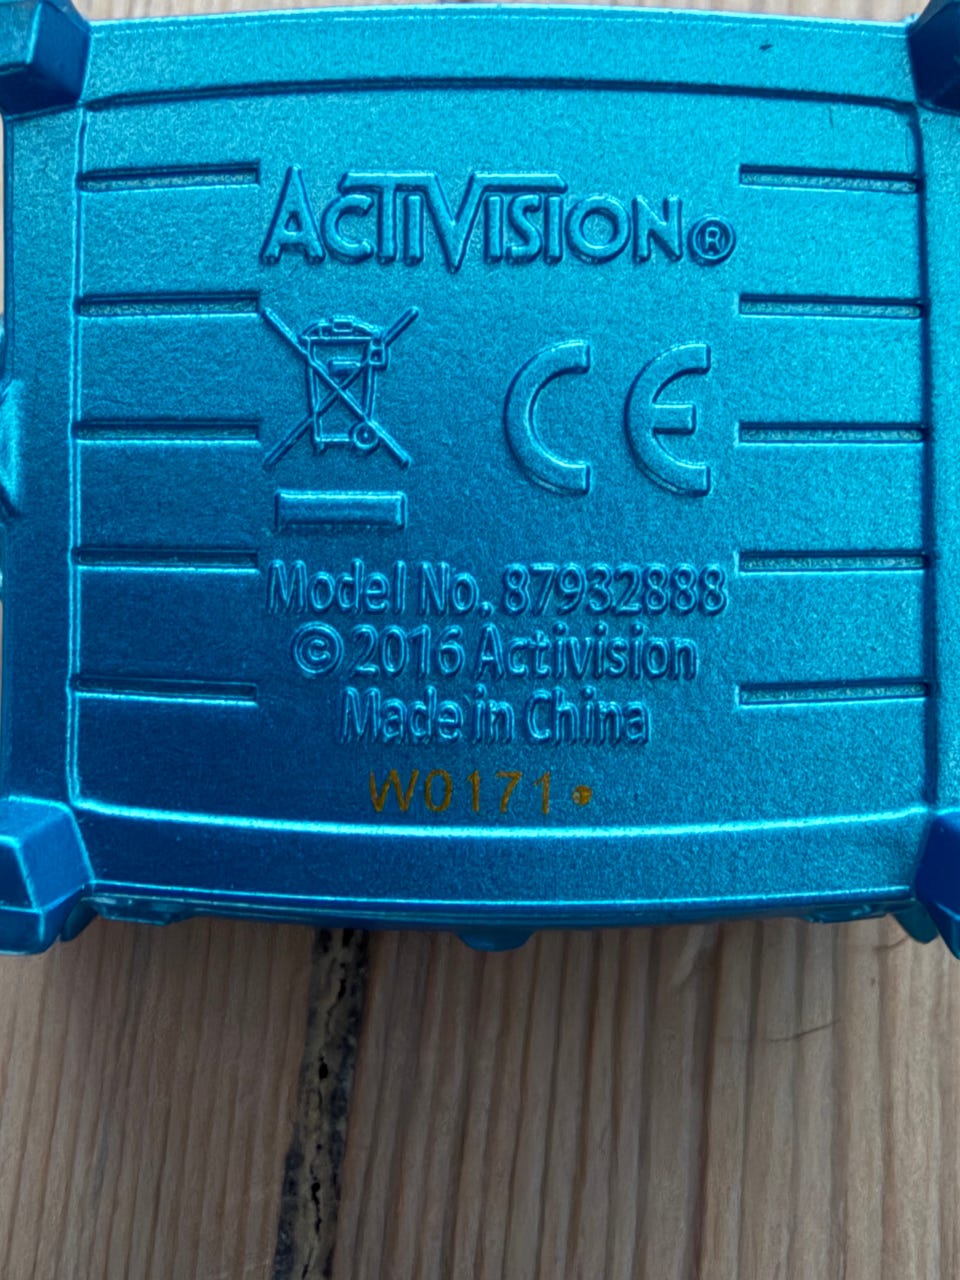 ACTIVISION®
CE
Model No. 87932888
© 2016 Activision
Made in China
W0171•